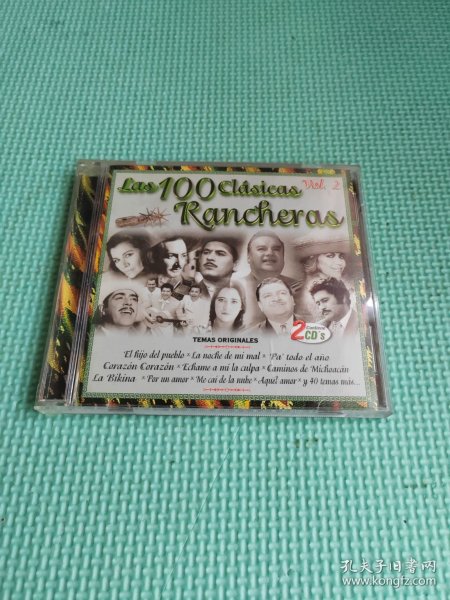 Las 100 Clásicas Vol. 2
Rancheras
2 CD's
TEMAS ORIGINALES
El hijo del pueblo * La noche de mi mal * 'Pa' todo el año
Corazón Corazón * Echame a mi la culpa * Caminos de Michoacán
La Bikina * Por un amor * Me caí de la nube * Aquel amor * y 40 temas mas...
孔夫子旧书网
www.kongfz.com